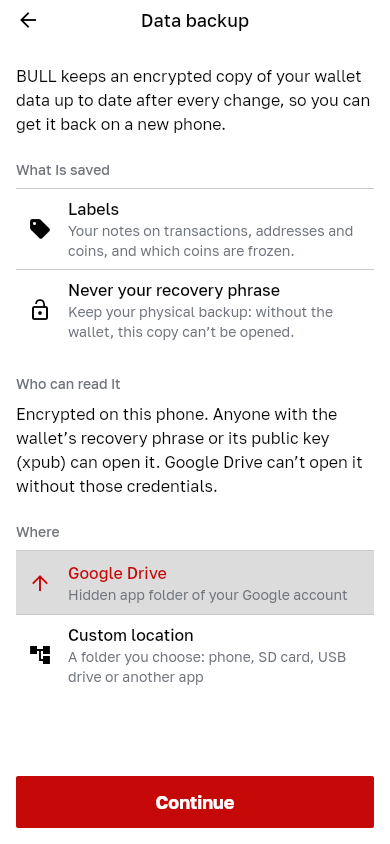 Data backup
BULL keeps an encrypted copy of your wallet
data up to date after every change, so you can
get it back on a new phone.
What is saved
Labels
Your notes on transactions, addresses and
coins, and which coins are frozen.
Never your recovery phrase
Keep your physical backup: without the
wallet, this copy can’t be opened.
Who can read it
Encrypted on this phone. Anyone with the
wallet’s recovery phrase or its public key
(xpub) can open it. Google Drive can’t open it
without those credentials.
Where
Google Drive
Hidden app folder of your Google account
Custom location
A folder you choose: phone, SD card, USB
drive or another app
Continue